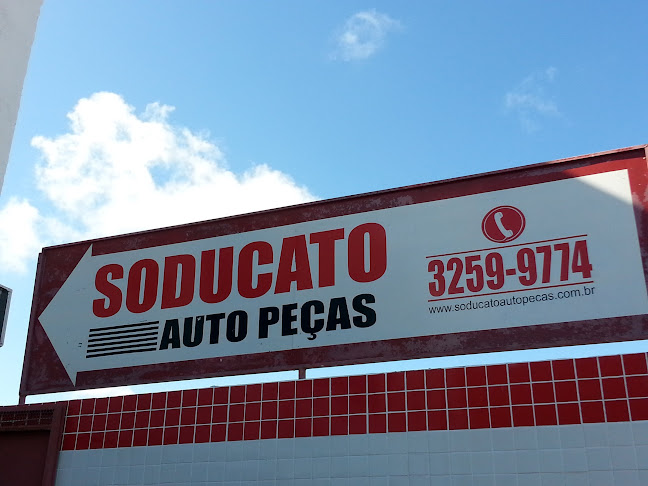 SODUCATO
AUTO PEÇAS
3259-9774
www.soducatoautopecas.com.br